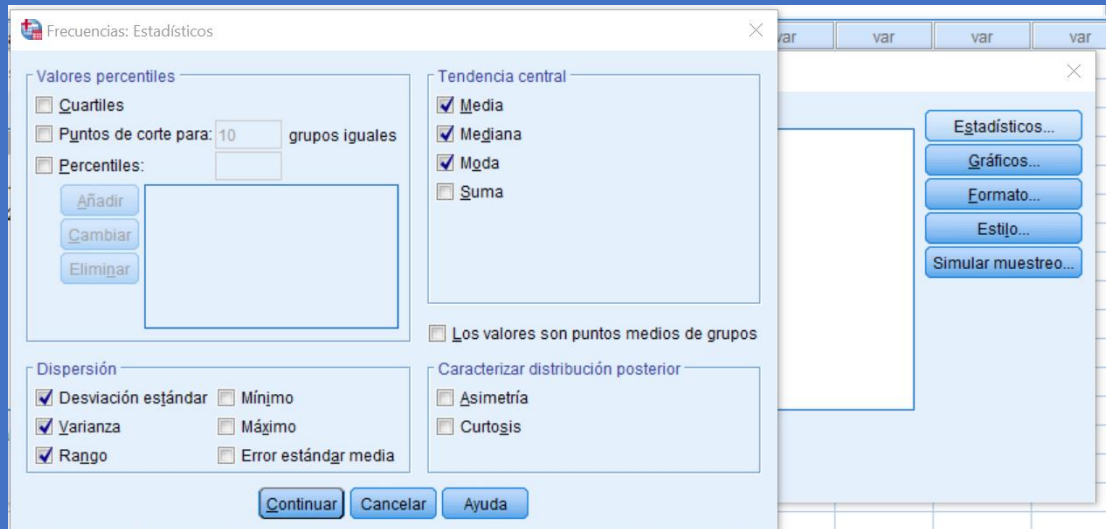 Frecuencias: Estadísticos
var
var
var
var
Valores percentiles
Cuartiles
Puntos de corte para: 10 grupos iguales
Percentiles:
Añadir
Cambiar
Eliminar
Tendencia central
Media
Mediana
Moda
Suma
Los valores son puntos medios de grupos
Dispersión
Desviación estándar
Mínimo
Varianza
Máximo
Rango
Error estándar media
Caracterizar distribución posterior
Asimetría
Curtosis
Continuar
Cancelar
Ayuda
Estadísticos...
Gráficos...
Formato...
Estilo...
Simular muestreo...